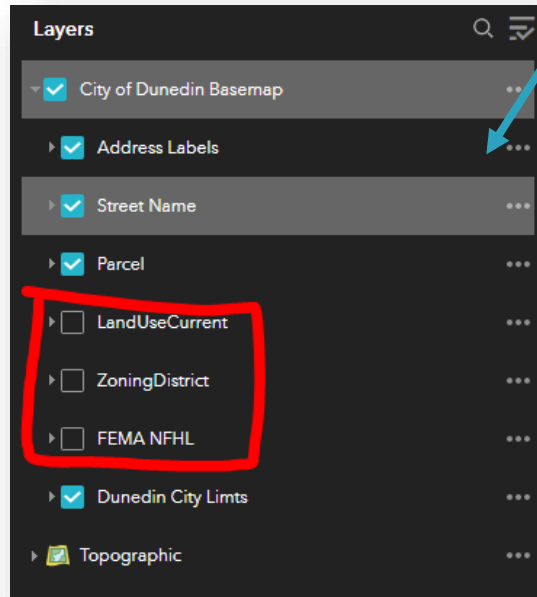 Layers
City of Dunedin Basemap
Address Labels
Street Name
Parcel
LandUseCurrent
ZoningDistrict
FEMA NFHL
Dunedin City Limts
Topographic